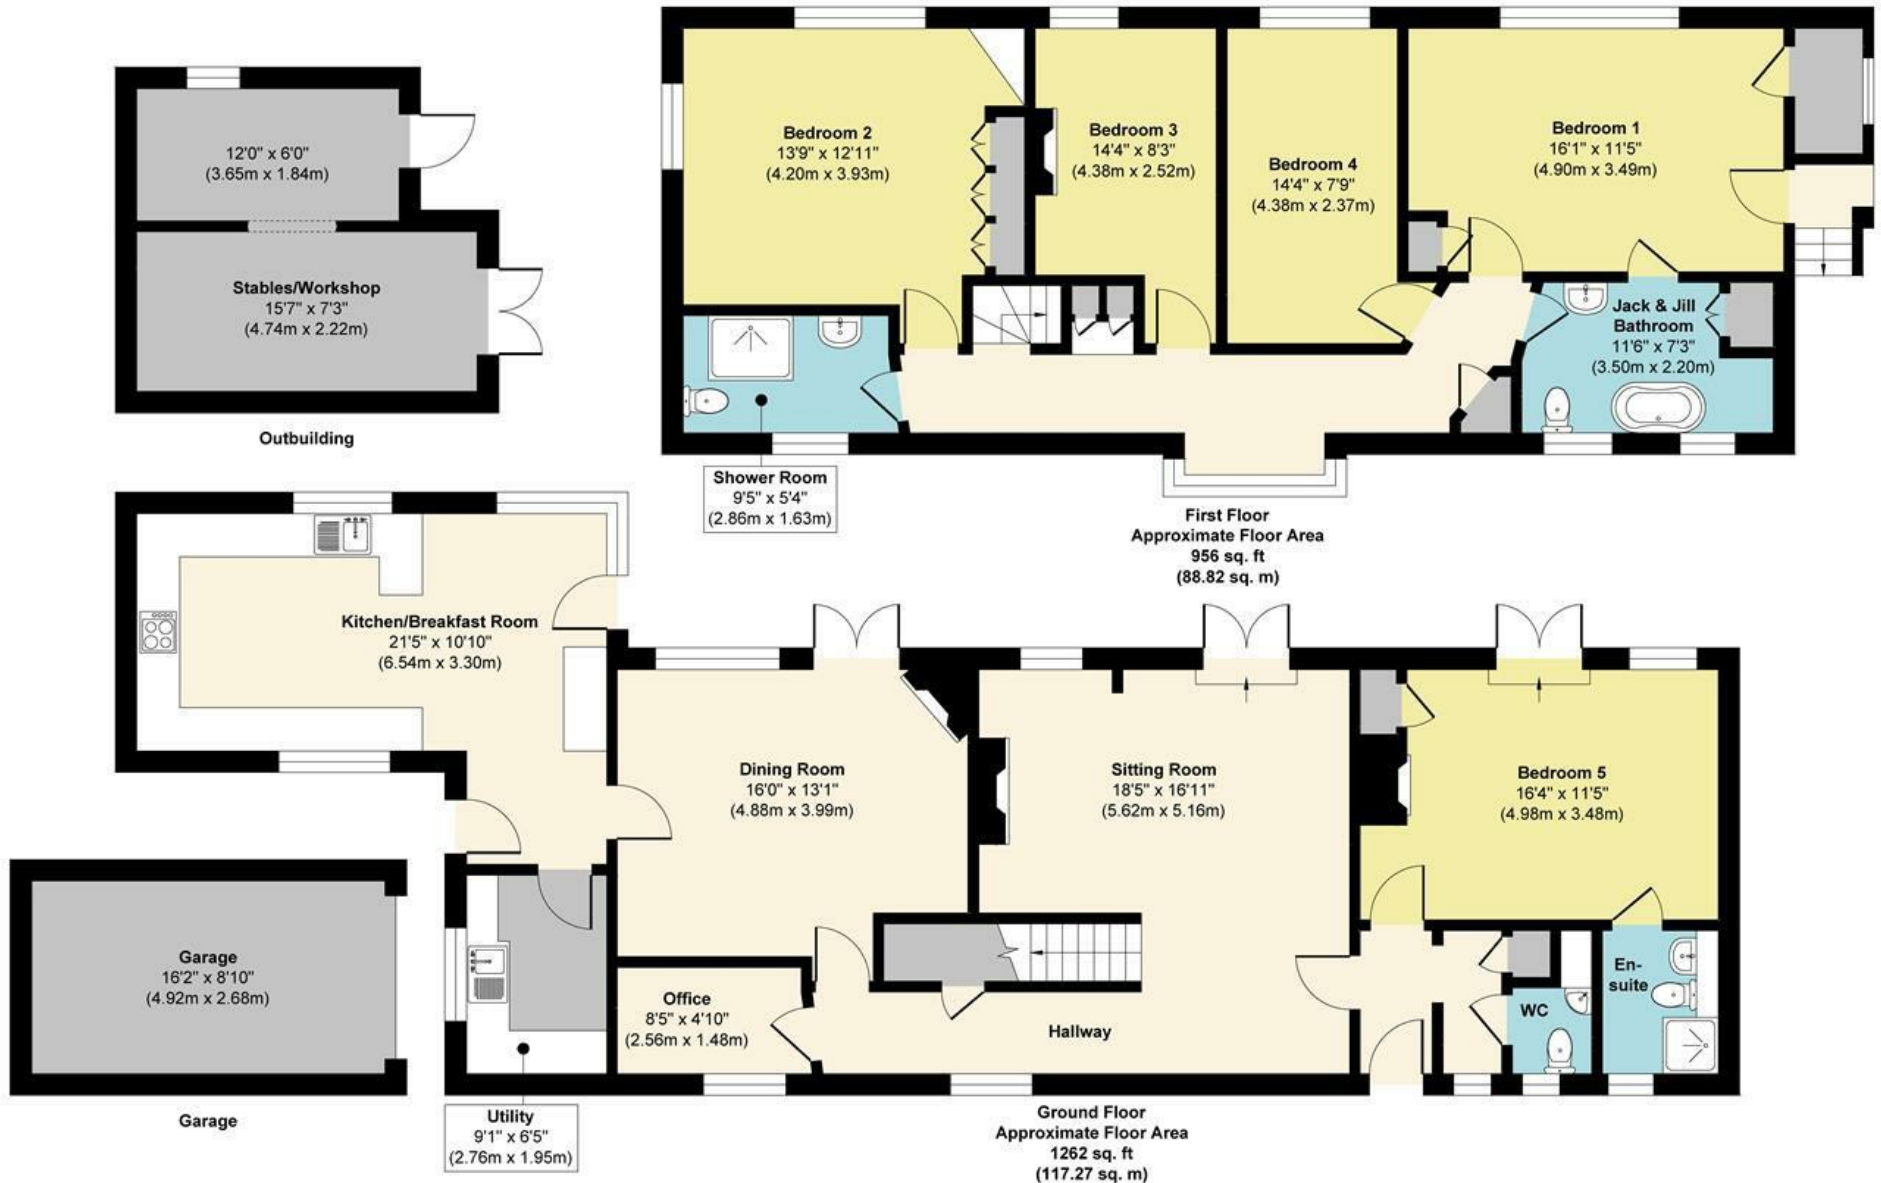 Bedroom 2
13'9" x 12'11"
(4.20m x 3.93m)
Bedroom 3
14'4" x 8'3"
(4.38m x 2.52m)
Bedroom 4
14'4" x 7'9"
(4.38m x 2.37m)
Bedroom 1
16'1" x 11'5"
(4.90m x 3.49m)
Jack & Jill
Bathroom
11'6" x 7'3"
(3.50m x 2.20m)
Shower Room
9'5" x 5'4"
(2.86m x 1.63m)
First Floor
Approximate Floor Area
956 sq. ft
(88.82 sq. m)
12'0" x 6'0"
(3.65m x 1.84m)
Stables/Workshop
15'7" x 7'3"
(4.74m x 2.22m)
Outbuilding
Kitchen/Breakfast Room
21'5" x 10'10"
(6.54m x 3.30m)
Dining Room
16'0" x 13'1"
(4.88m x 3.99m)
Sitting Room
18'5" x 16'11"
(5.62m x 5.16m)
Bedroom 5
16'4" x 11'5"
(4.98m x 3.48m)
Garage
16'2" x 8'10"
(4.92m x 2.68m)
Garage
Office
8'5" x 4'10"
(2.56m x 1.48m)
Hallway
WC
En-
suite
Utility
9'1" x 6'5"
(2.76m x 1.95m)
Ground Floor
Approximate Floor Area
1262 sq. ft
(117.27 sq. m)